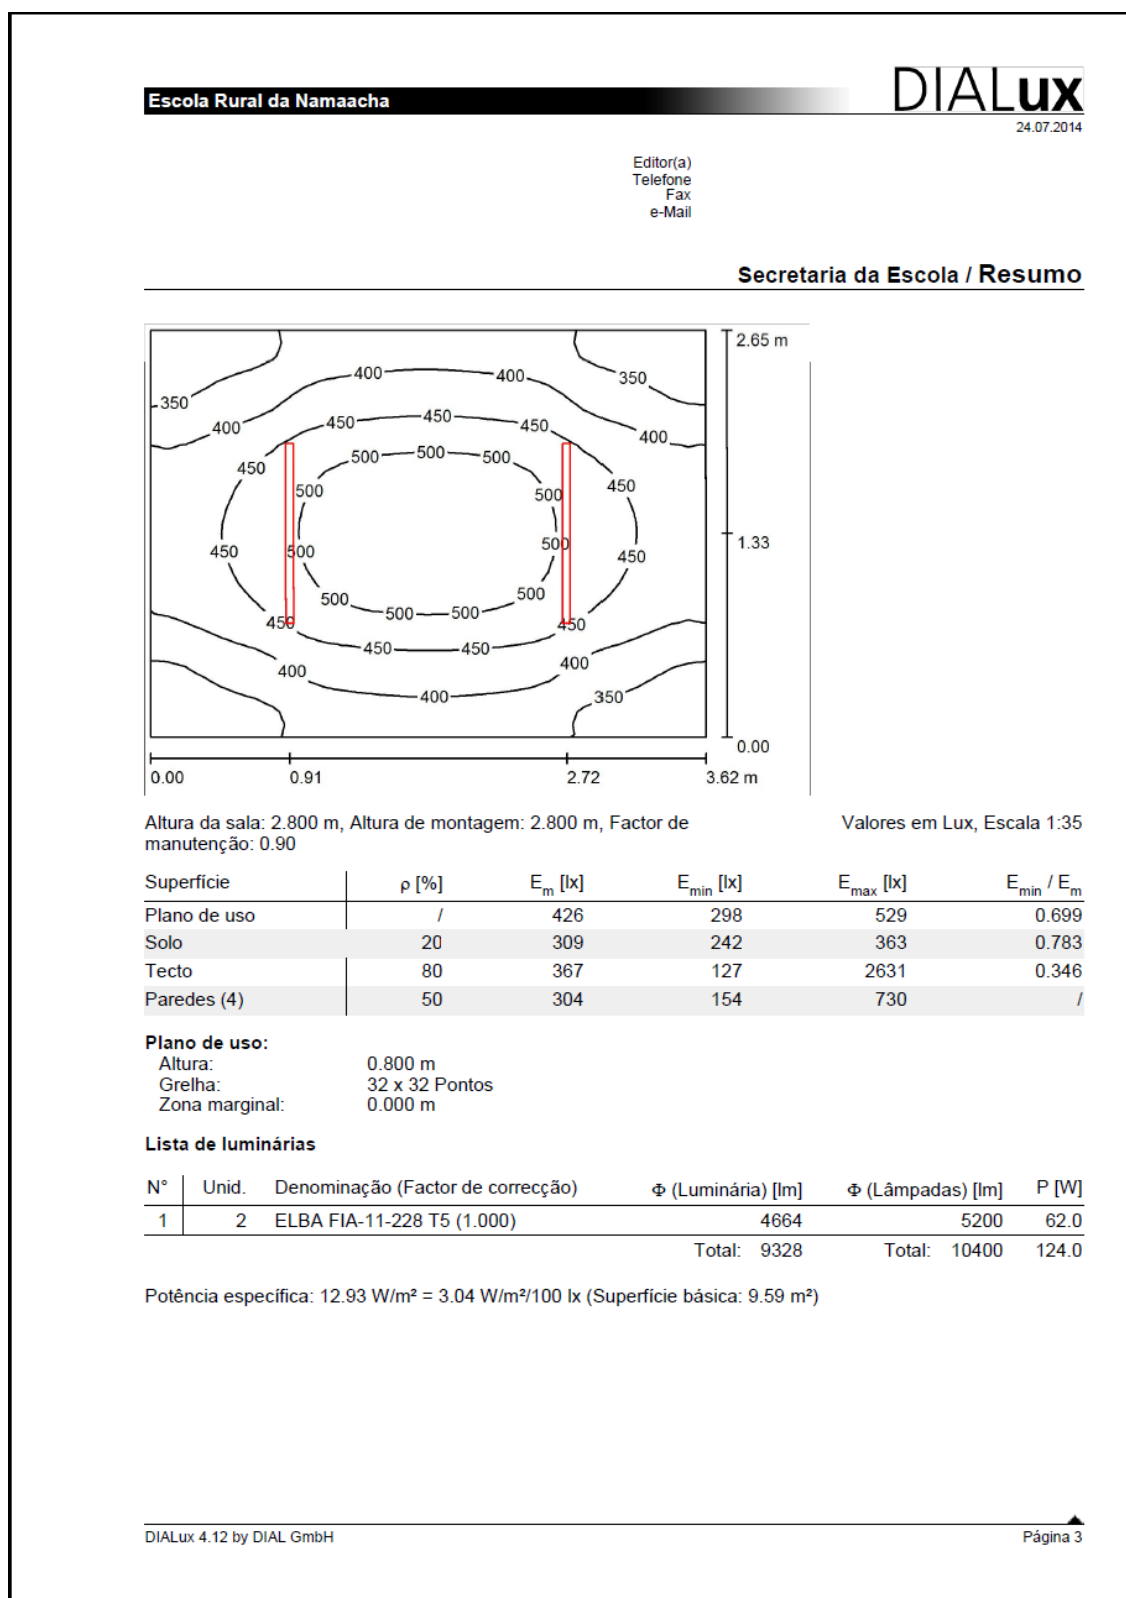 Escola Rural da Namaacha
DIALux
24.07.2014
Editor(a)
Telefone
Fax
e-Mail
Secretaria da Escola / Resumo
2.65 m
400 400 350
350
450 450 450
400 400
500 500 500
450 450
500 500
1.33
450 500 500 450
500 500
500 500 500
450 450
450 450
400 400
400 350
0.00
0.00 0.91 2.72 3.62 m
Altura da sala: 2.800 m, Altura de montagem: 2.800 m, Factor de
manutenção: 0.90
Valores em Lux, Escala 1:35
Superfície ρ [%] Em [lx] Emin [lx] Emax [lx] Emin / Em
Plano de uso / 426 298 529 0.699
Solo 20 309 242 363 0.783
Tecto 80 367 127 2631 0.346
Paredes (4) 50 304 154 730 /
Plano de uso:
Altura: 0.800 m
Grelha: 32 x 32 Pontos
Zona marginal: 0.000 m
Lista de luminárias
N° Unid. Denominação (Factor de correcção) Φ (Luminária) [lm] Φ (Lâmpadas) [lm] P [W]
1 2 ELBA FIA-11-228 T5 (1.000) 4664 5200 62.0
Total: 9328 Total: 10400 124.0
Potência específica: 12.93 W/m² = 3.04 W/m²/100 lx (Superfície básica: 9.59 m²)
DIALux 4.12 by DIAL GmbH
Página 3